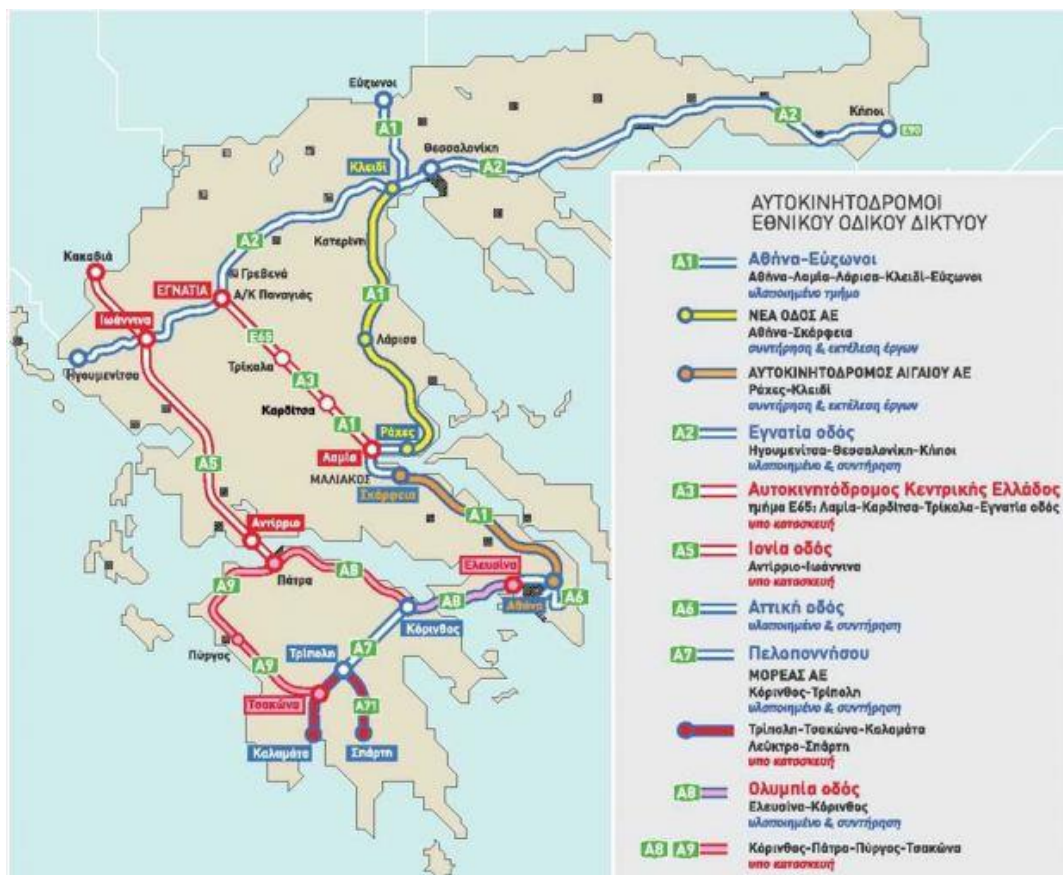 Εύζωνοι
A1
Κήποι
A2
E90
Θεσσαλονίκη
Κλειδί
A2
Κατερίνη
A2
Κακαβιά
Γρεβενά
ΕΓΝΑΤΙΑ
Α/Κ Παναγιάς
A1
Ιωάννινα
E65
Λάρισα
Ηγουμενίτσα
Τρίκαλα
A3
Καρδίτσα
A1
Ράχες
Λαμία
A5
ΜΑΛΙΑΚΟΣ
Σκάρφεια
A1
Αντίρριο
Ελευσίνα
Πάτρα
A8
A9
A8
Αθήνα
A6
Κόρινθος
Πύργος
Τρίπολη
A7
A9
Τσακώνα
A71
Καλαμάτα
Σπάρτη
ΑΥΤΟΚΙΝΗΤΟΔΡΟΜΟΙ
ΕΘΝΙΚΟΥ ΟΔΙΚΟΥ ΔΙΚΤΥΟΥ
A1 Αθήνα-Εύζωνοι
Αθήνα-Λαμία-Λάρισα-Κλειδί-Εύζωνοι
υλοποιημένο τμήμα
ΝΕΑ ΟΔΟΣ ΑΕ
Αθήνα-Σκάρφεια
συντήρηση & εκτέλεση έργων
ΑΥΤΟΚΙΝΗΤΟΔΡΟΜΟΣ ΑΙΓΑΙΟΥ ΑΕ
Ράχες-Κλειδί
συντήρηση & εκτέλεση έργων
A2 Εγνατία οδός
Ηγουμενίτσα-Θεσσαλονίκη-Κήποι
υλοποιημένο & συντήρηση
A3 Αυτοκινητόδρομος Κεντρικής Ελλάδος
τμήμα Ε65: Λαμία-Καρδίτσα-Τρίκαλα-Εγνατία οδός
υπο κατασκευή
A5 Ιονία οδός
Αντίρριο-Ιωάννινα
υπο κατασκευή
A6 Αττική οδός
υλοποιημένο & συντήρηση
A7 Πελοποννήσου
ΜΟΡΕΑΣ ΑΕ
Κόρινθος-Τρίπολη
υλοποιημένο & συντήρηση
Τρίπολη-Τσακώνα-Καλαμάτα
Λεύκτρο-Σπάρτη
υπο κατασκευή
A8 Ολυμπία οδός
Ελευσίνα-Κόρινθος
υλοποιημένο & συντήρηση
A8 A9 Κόρινθος-Πάτρα-Πύργος-Τσακώνα
υπο κατασκευή